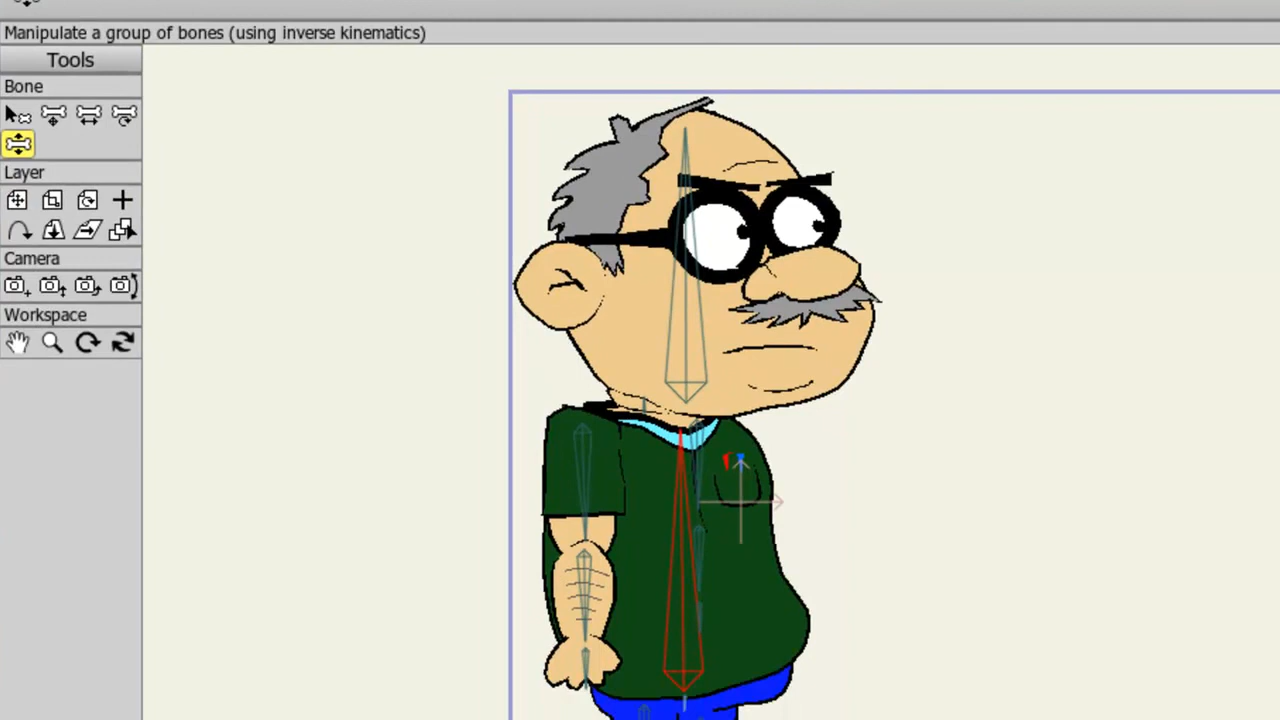 Manipulate a group of bones (using inverse kinematics)
Tools
Bone
Layer
Camera
Workspace